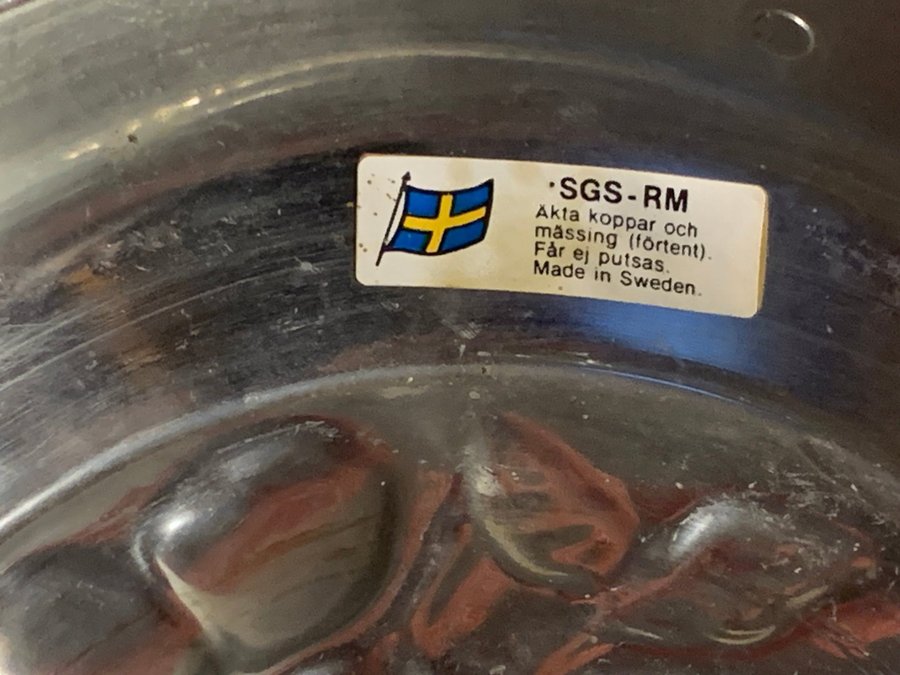 SGS-RM
Äkta koppar och
mässing (förtent).
Får ej putsas.
Made in Sweden.